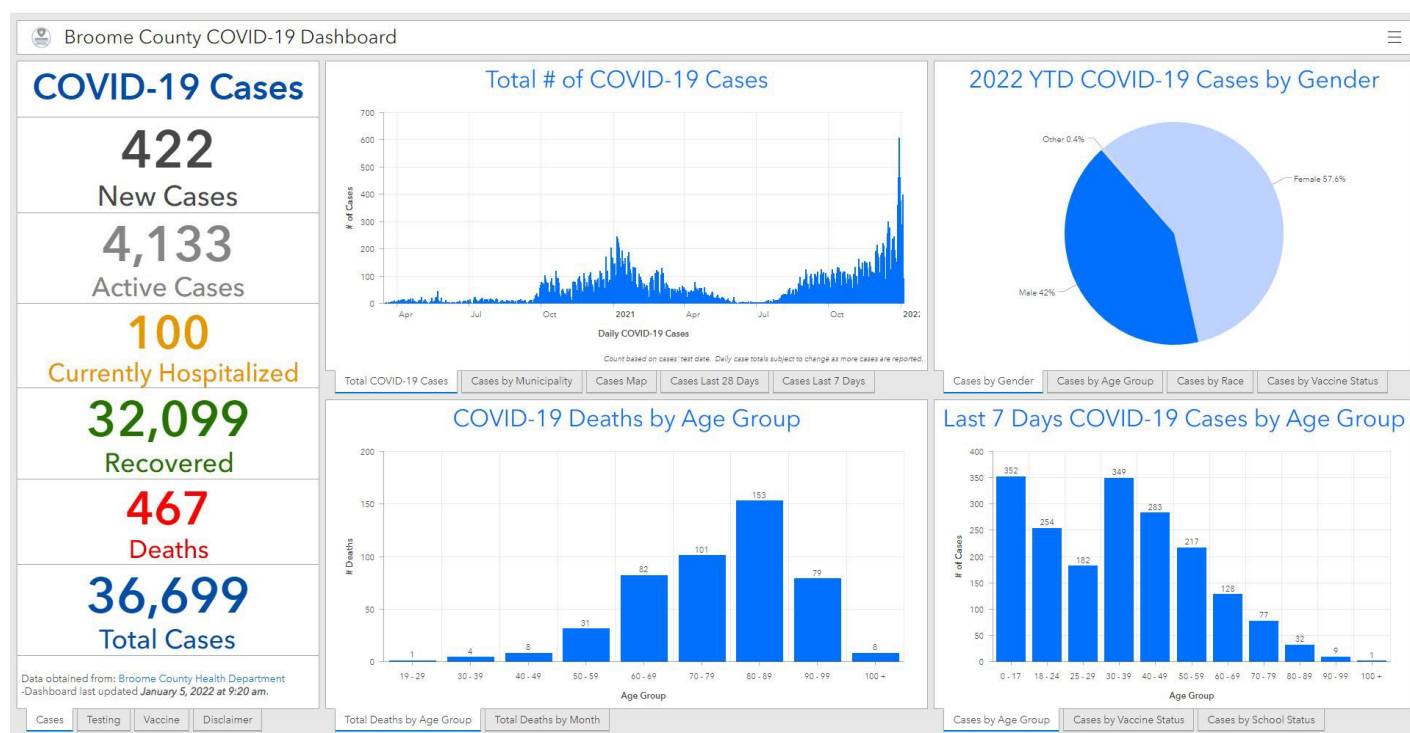 Broome County COVID-19 Dashboard
COVID-19 Cases
422
New Cases
4,133
Active Cases
100
Currently Hospitalized
32,099
Recovered
467
Deaths
36,699
Total Cases
Data obtained from: Broome County Health Department
-Dashboard last updated January 5, 2022 at 9:20 am.
Cases Testing Vaccine Disclaimer
Total # of COVID-19 Cases
# of Cases
700
600
500
400
300
200
100
0
Apr Jul Oct 2021 Apr Jul Oct 202
Daily COVID-19 Cases
Count based on cases' test date. Daily case totals subject to change as more cases are reported.
Total COVID-19 Cases Cases by Municipality Cases Map Cases Last 28 Days Cases Last 7 Days
2022 YTD COVID-19 Cases by Gender
Other 0.4%
Female 57.6%
Male 42%
Cases by Gender Cases by Age Group Cases by Race Cases by Vaccine Status
COVID-19 Deaths by Age Group
# Deaths
200
150
100
50
0
1 4 8 31 82 101 153 79 8
19 - 29 30 - 39 40 - 49 50 - 59 60 - 69 70 - 79 80 - 89 90 - 99 100 +
Age Group
Total Deaths by Age Group Total Deaths by Month
Last 7 Days COVID-19 Cases by Age Group
# of Cases
400
350
300
250
200
150
100
50
0
352 254 182 349 283 217 128 77 32 9 1
0 - 17 18 - 24 25 - 29 30 - 39 40 - 49 50 - 59 60 - 69 70 - 79 80 - 89 90 - 99 100 +
Age Group
Cases by Age Group Cases by Vaccine Status Cases by School Status